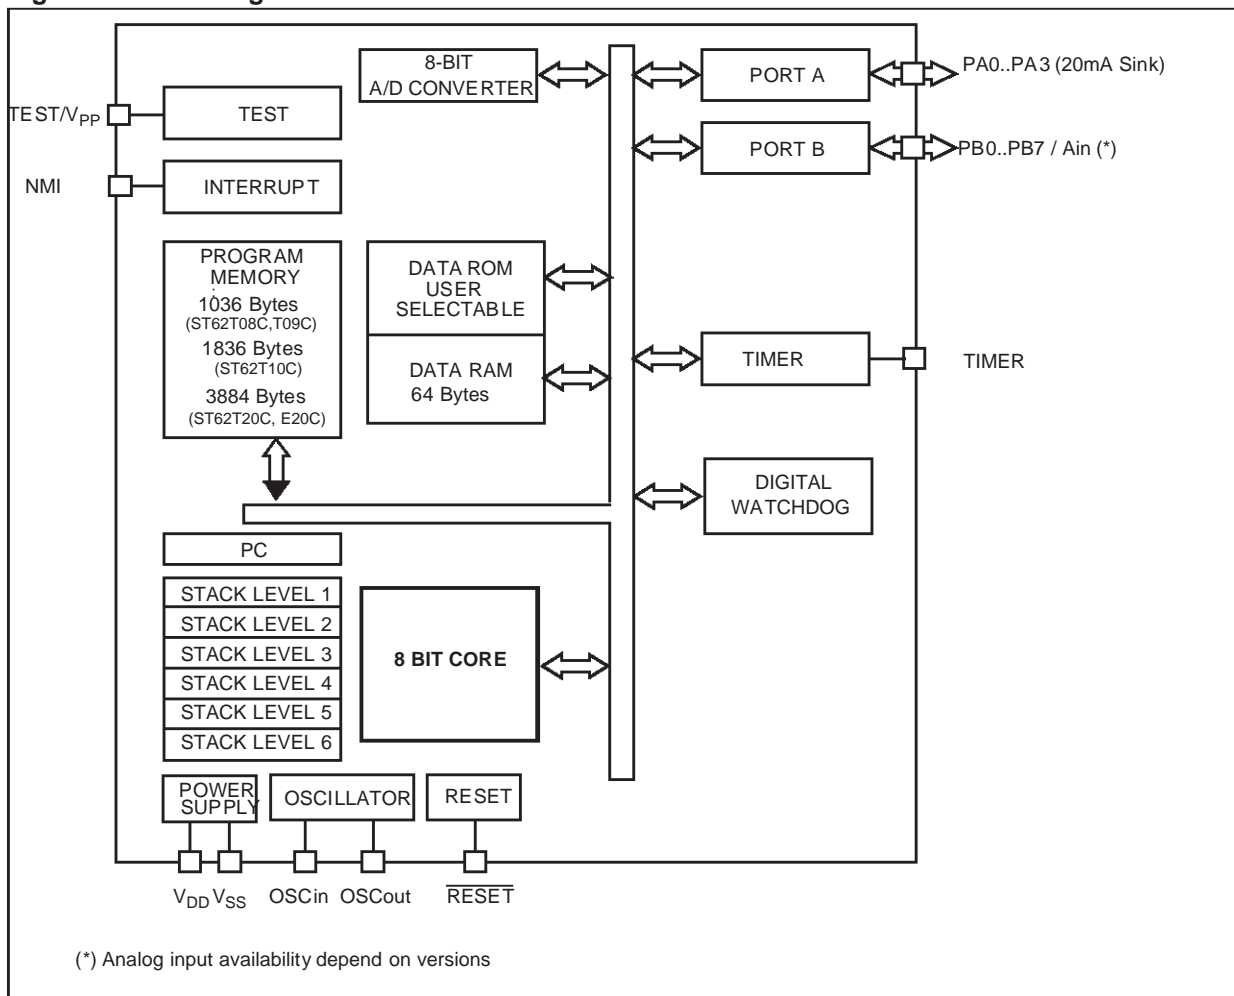 8-BIT
A/D CONVERTER
PORT A
PA0..PA3 (20mA Sink)
TEST/VPP
TEST
PORT B
PB0..PB7 / Ain (*)
NMI
INTERRUPT
PROGRAM
MEMORY
:
1036 Bytes
(ST62T08C,T09C)
1836 Bytes
(ST62T10C)
3884 Bytes
(ST62T20C, E20C)
DATA ROM
USER
SELECTABLE
DATA RAM
64 Bytes
TIMER
TIMER
DIGITAL
WATCHDOG
PC
STACK LEVEL 1
STACK LEVEL 2
STACK LEVEL 3
STACK LEVEL 4
STACK LEVEL 5
STACK LEVEL 6
8 BIT CORE
POWER
SUPPLY
OSCILLATOR
RESET
VDD VSS
OSCin OSCout
RESET
(*) Analog input availability depend on versions